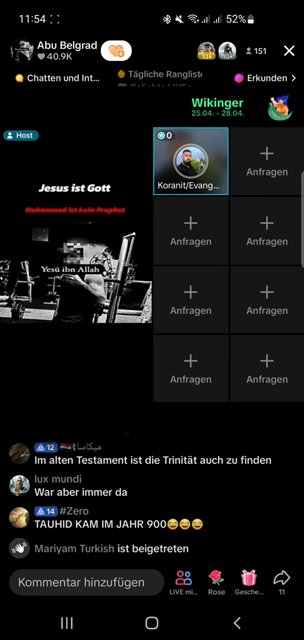 11:54
52%
Abu Belgrad
40.9K
151
Chatten und Int...
Tägliche Rangliste
Erkunden >
Wikinger
25.04. - 28.04.
Host
Jesus ist Gott
Mohammed ist kein Prophet
Yesú ibn Allah
0
Koranit/Evang...
Anfragen
Anfragen
Anfragen
Anfragen
Anfragen
Anfragen
Anfragen
12 ميكاسا
Im alten Testament ist die Trinität auch zu finden
lux mundi
War aber immer da
14 #Zero
TAUHID KAM IM JAHR 900😂😂😂
Mariyam Turkish ist beigetreten
Kommentar hinzufügen
LIVE mi...
Rose
Gesche...
11